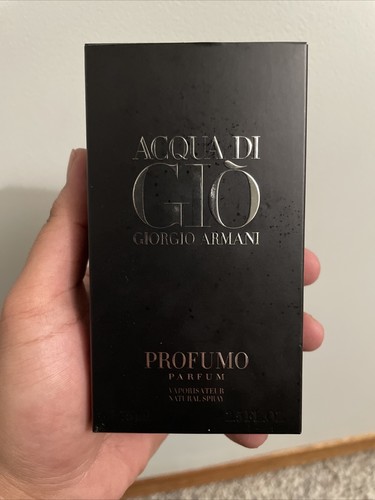 ACQUA DI
GIÒ
GIORGIO ARMANI
PROFUMO
PARFUM
VAPORISATEUR
NATURAL SPRAY